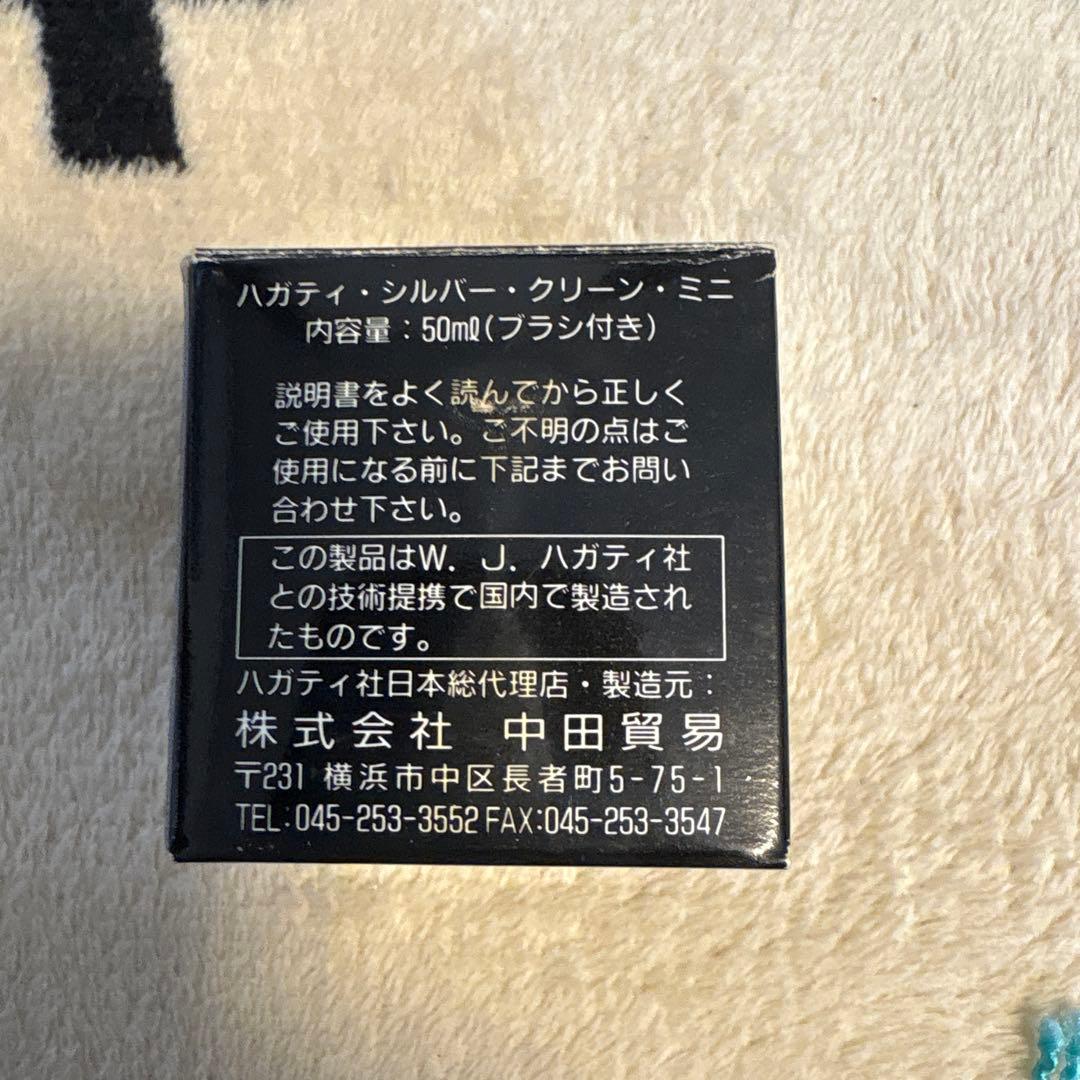 ハガティ・シルバー・クリーン・ミニ
内容量：50mℓ（ブラシ付き）
説明書をよく読んでから正しく
ご使用下さい。ご不明の点はご
使用になる前に下記までお問い
合わせ下さい。
この製品はW．J．ハガティ社
との技術提携で国内で製造され
たものです。
ハガティ社日本総代理店・製造元：
株式会社 中田貿易
〒231 横浜市中区長者町5-75-1
TEL:045-253-3552 FAX:045-253-3547